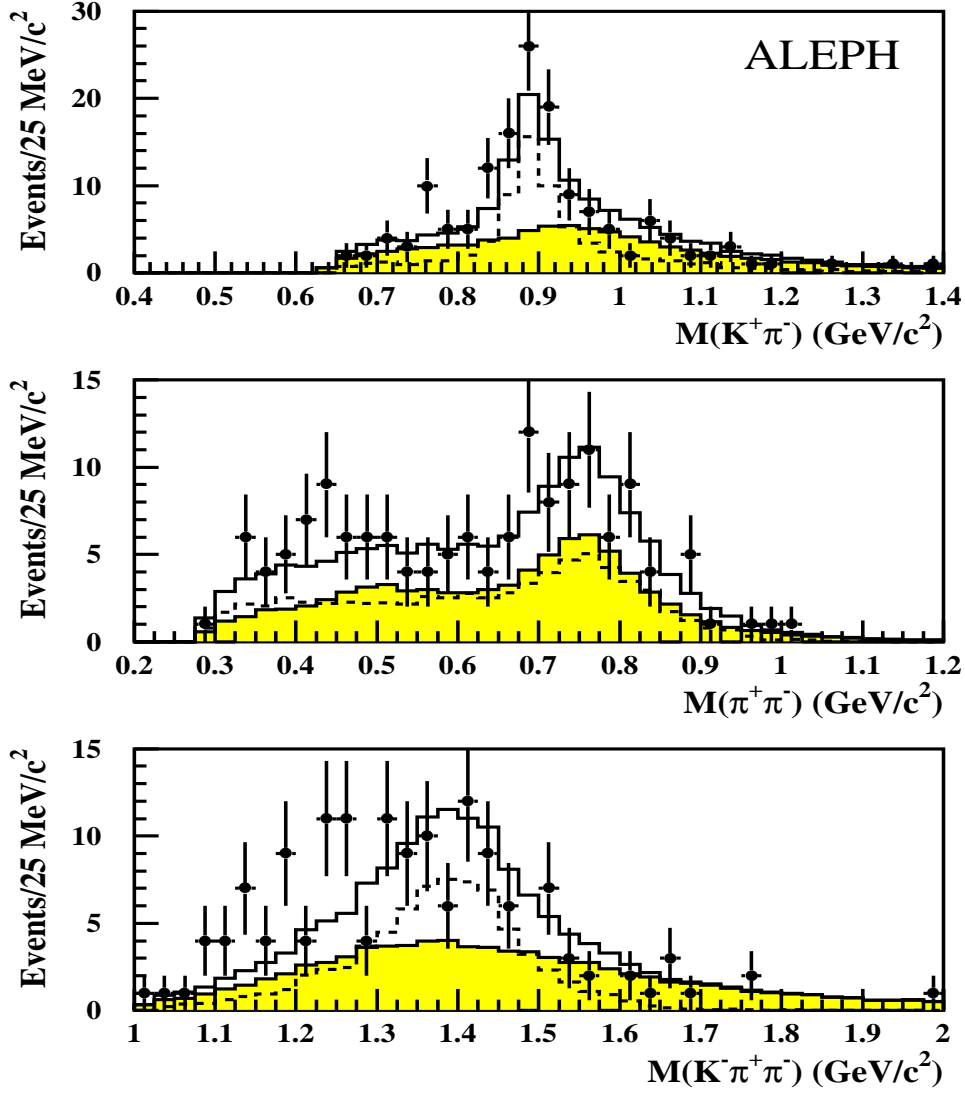 ALEPH
Events/25 MeV/c²
30
20
10
0
0.4 0.5 0.6 0.7 0.8 0.9 1 1.1 1.2 1.3 1.4
M(K⁺π⁻) (GeV/c²)
Events/25 MeV/c²
15
10
5
0
0.2 0.3 0.4 0.5 0.6 0.7 0.8 0.9 1 1.1 1.2
M(π⁺π⁻) (GeV/c²)
Events/25 MeV/c²
15
10
5
0
1 1.1 1.2 1.3 1.4 1.5 1.6 1.7 1.8 1.9 2
M(K⁻π⁺π⁻) (GeV/c²)